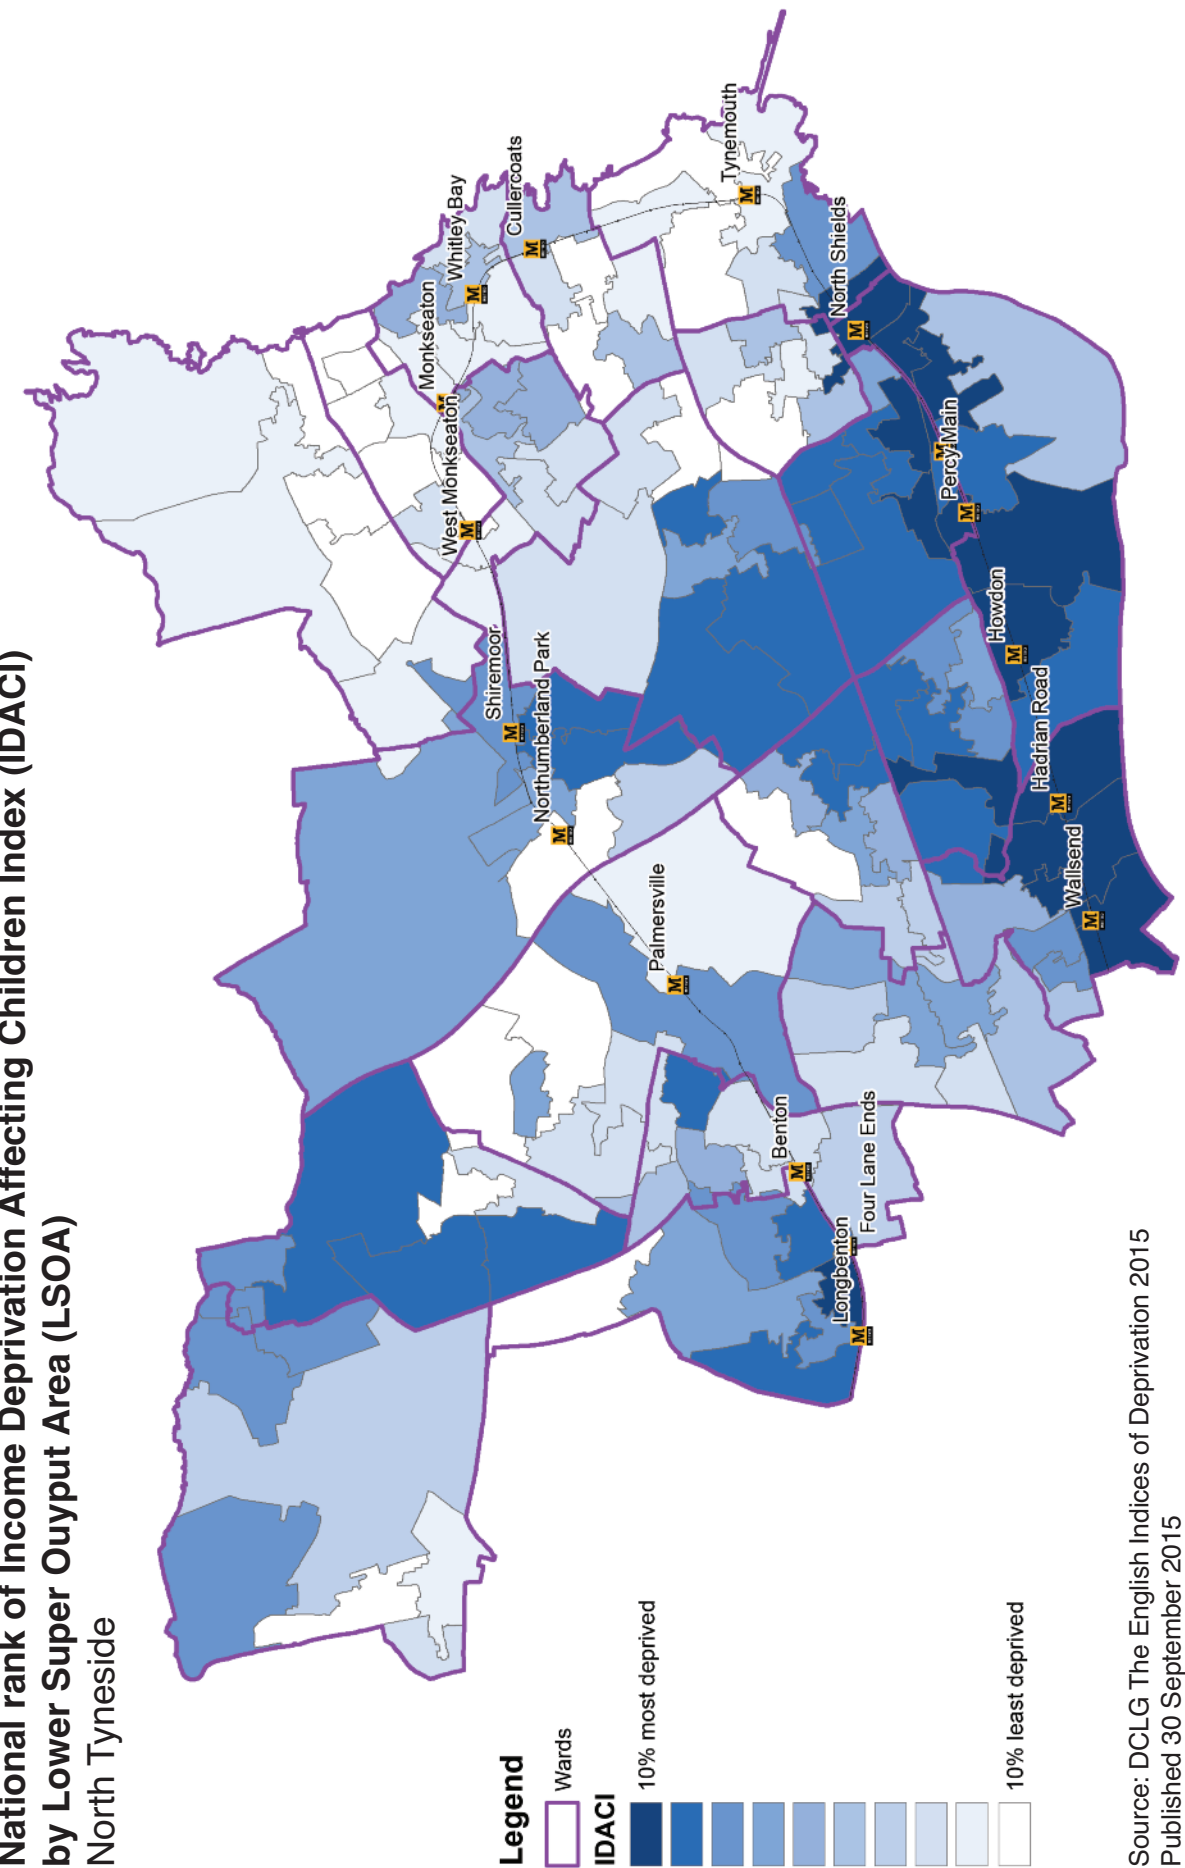 National rank of Income Deprivation Affecting Children Index (IDACI)
by Lower Super Ouyput Area (LSOA)
North Tyneside
Monkseaton
Whitley Bay
Cullercoats
Tynemouth
West Monkseaton
North Shields
Shiremoor
Northumberland Park
Percy Main
Howdon
Hadrian Road
Palmersville
Wallsend
Benton
Four Lane Ends
Longbenton
Legend
Wards
IDACI
10% most deprived
10% least deprived
Source: DCLG The English Indices of Deprivation 2015
Published 30 September 2015